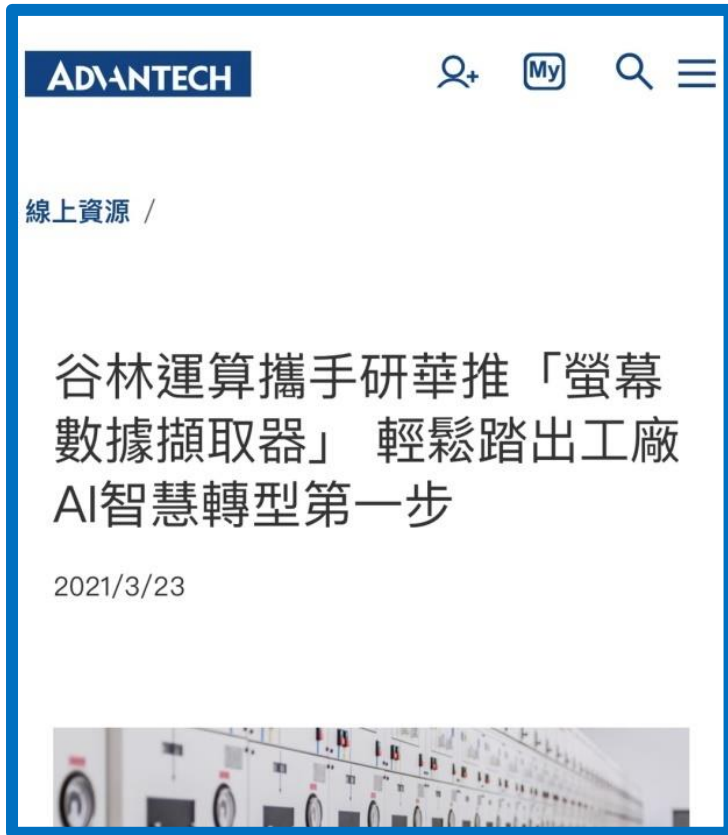 ADVANTECH
My
線上資源 /
谷林運算攜手研華推「螢幕
數據擷取器」 輕鬆踏出工廠
AI智慧轉型第一步
2021/3/23